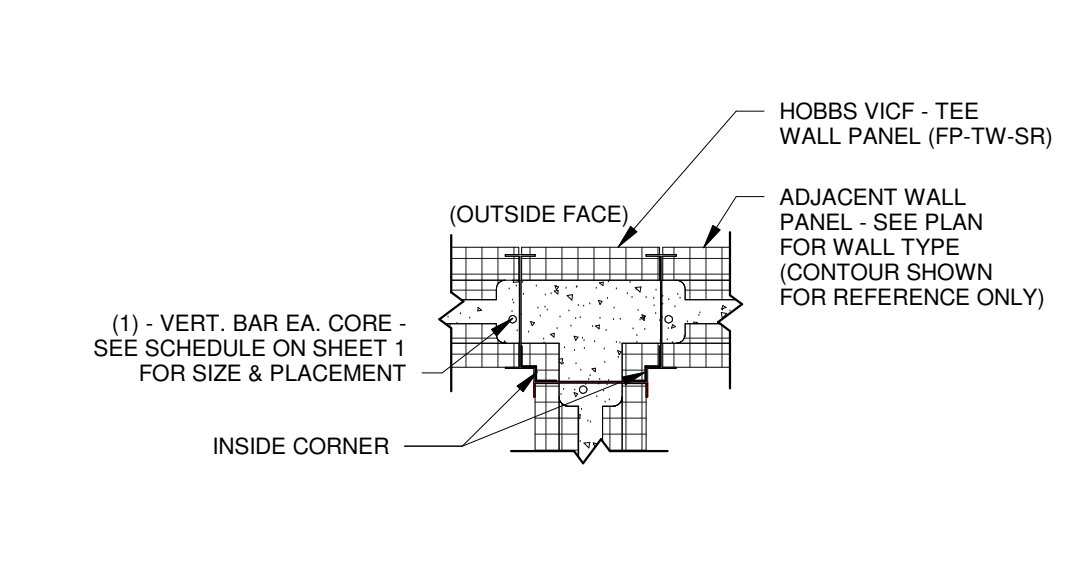 HOBBS VICF - TEE
WALL PANEL (FP-TW-SR)
ADJACENT WALL
PANEL - SEE PLAN
FOR WALL TYPE
(CONTOUR SHOWN
FOR REFERENCE ONLY)
(OUTSIDE FACE)
(1) - VERT. BAR EA. CORE -
SEE SCHEDULE ON SHEET 1
FOR SIZE & PLACEMENT
INSIDE CORNER